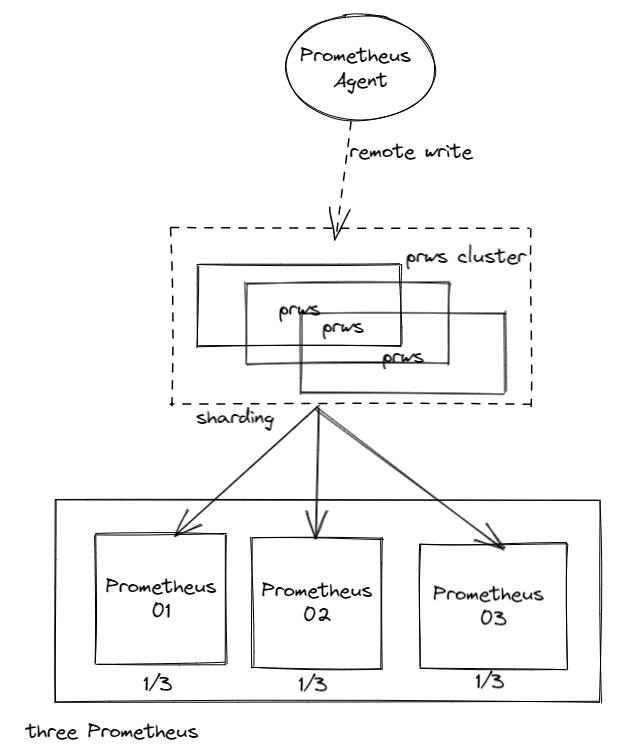 Prometheus
Agent
remote write
prws cluster
prws
prws
prws
sharding
Prometheus
01
Prometheus
02
Prometheus
03
1/3
1/3
1/3
three Prometheus